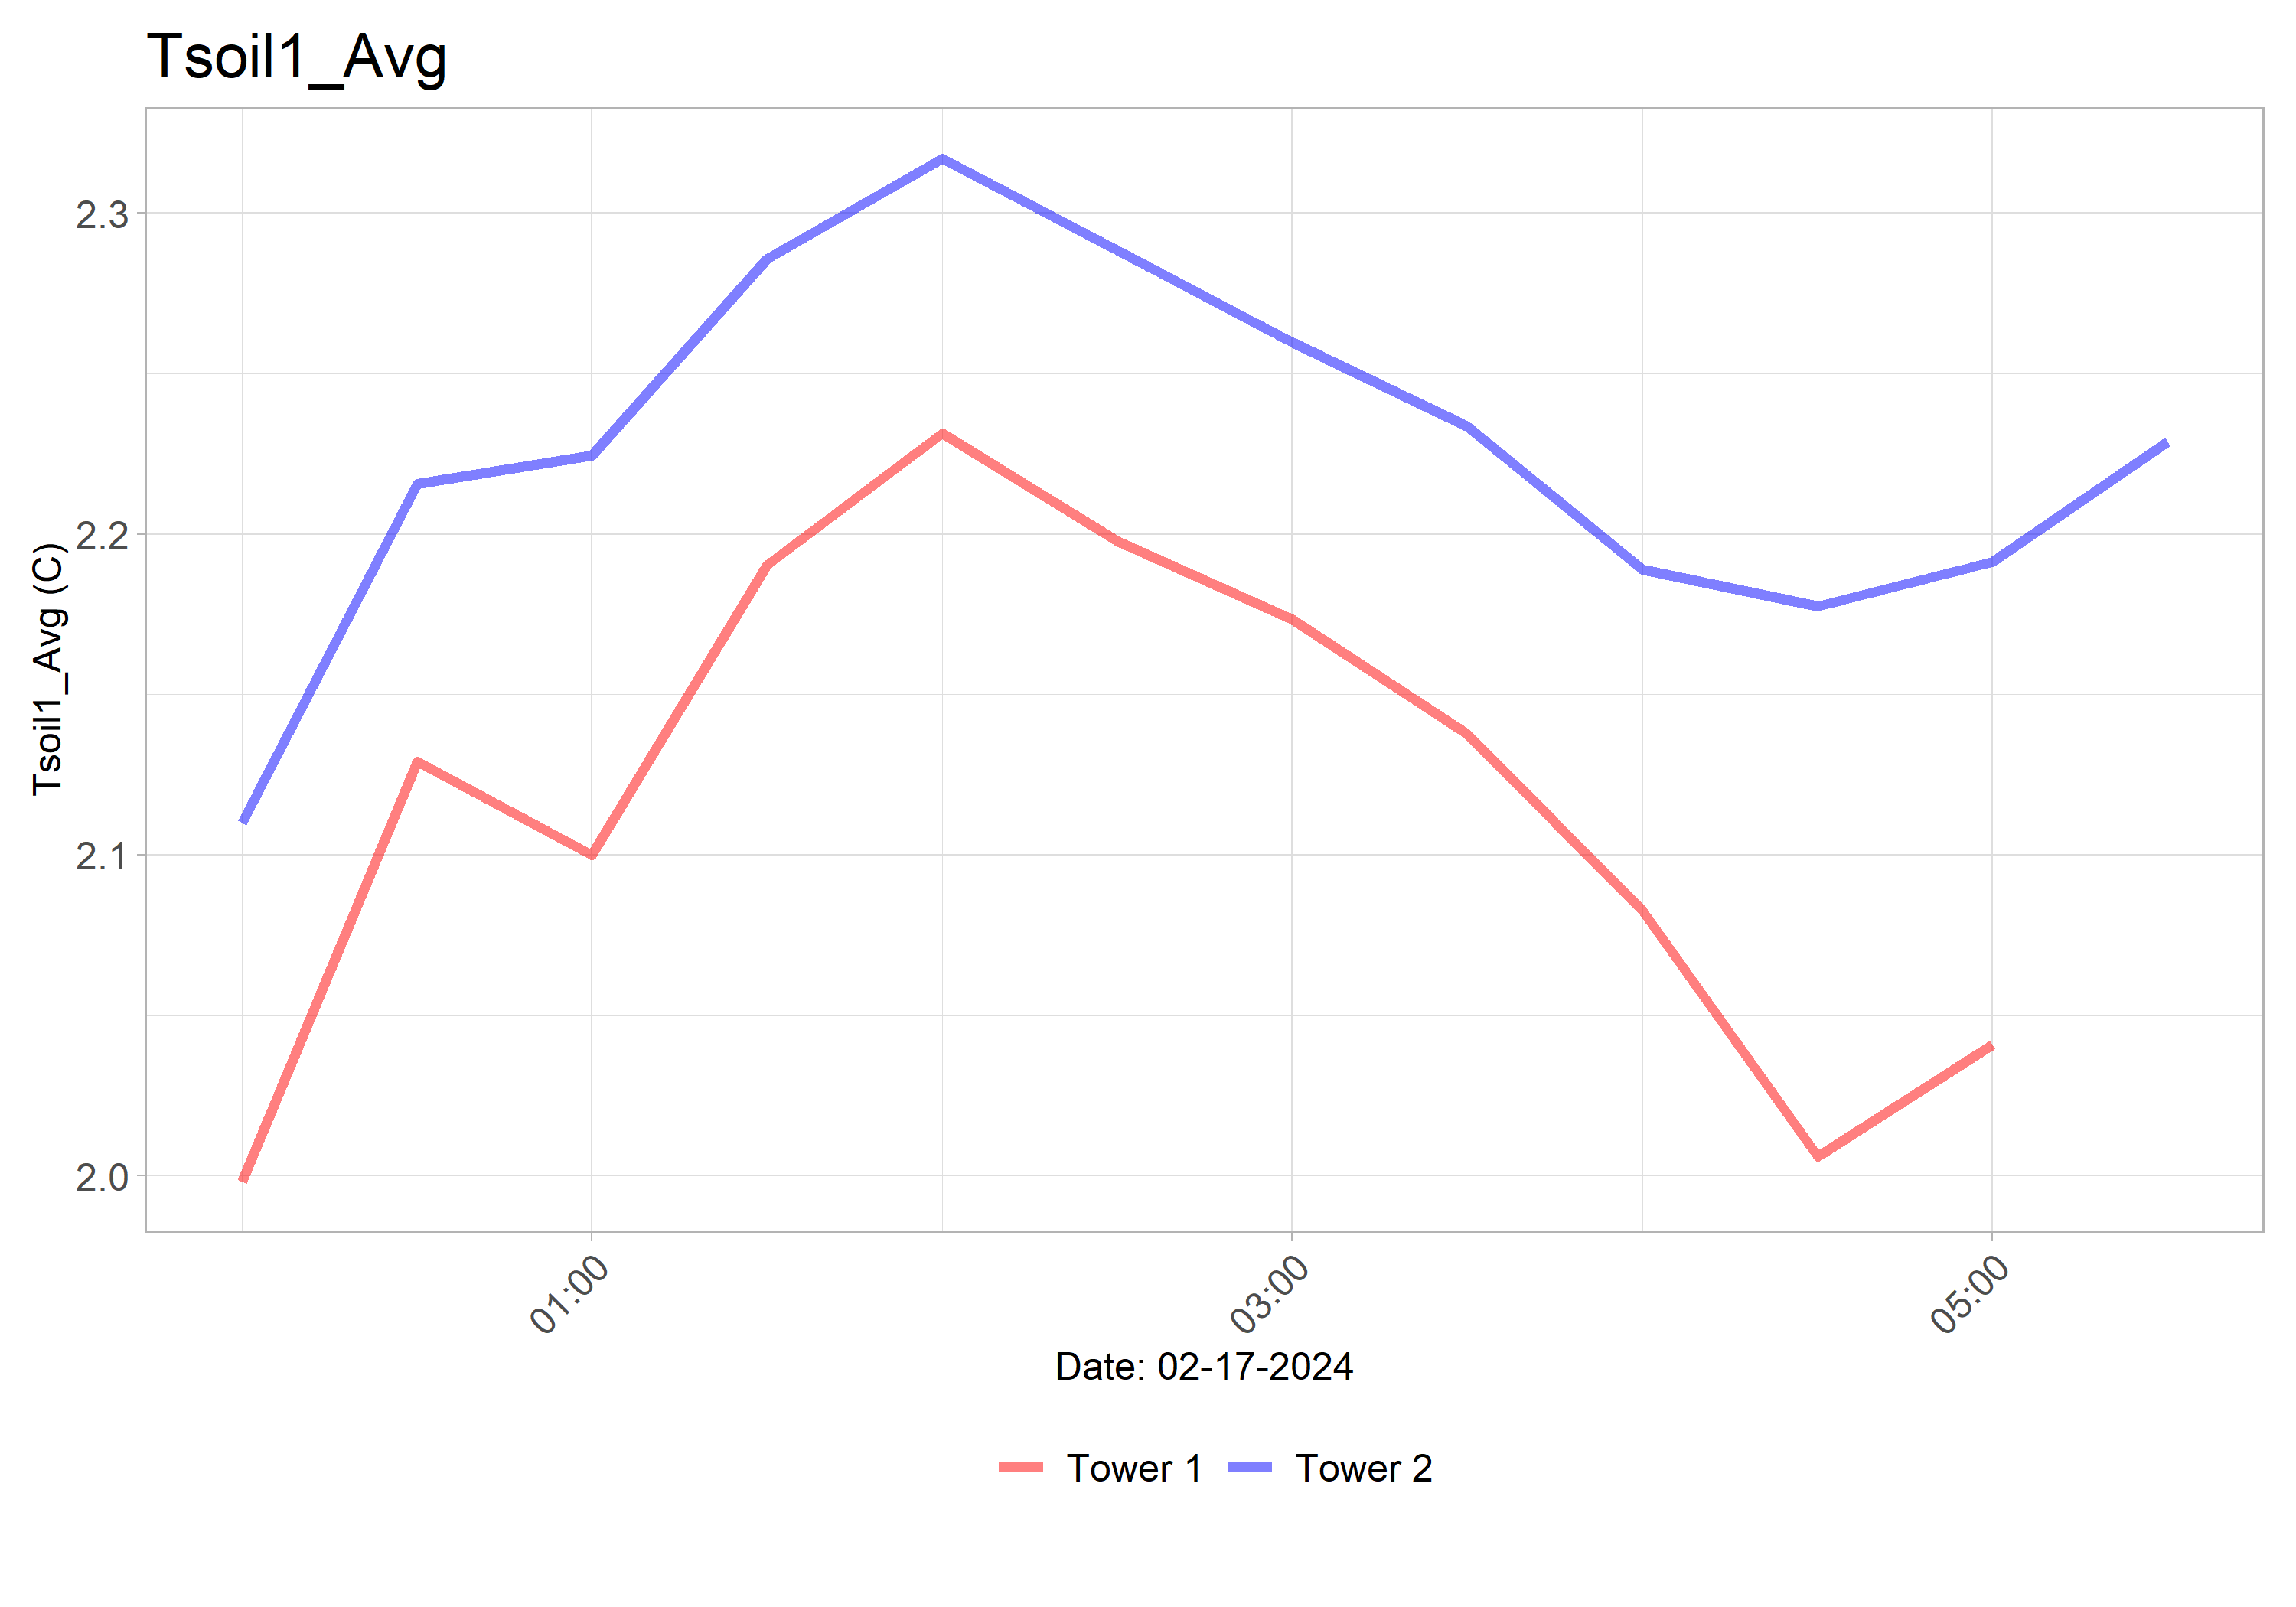 Tsoil1_Avg
Tsoil1_Avg (C)
2.3
2.2
2.1
2.0
01:00
03:00
05:00
Date: 02-17-2024
Tower 1
Tower 2